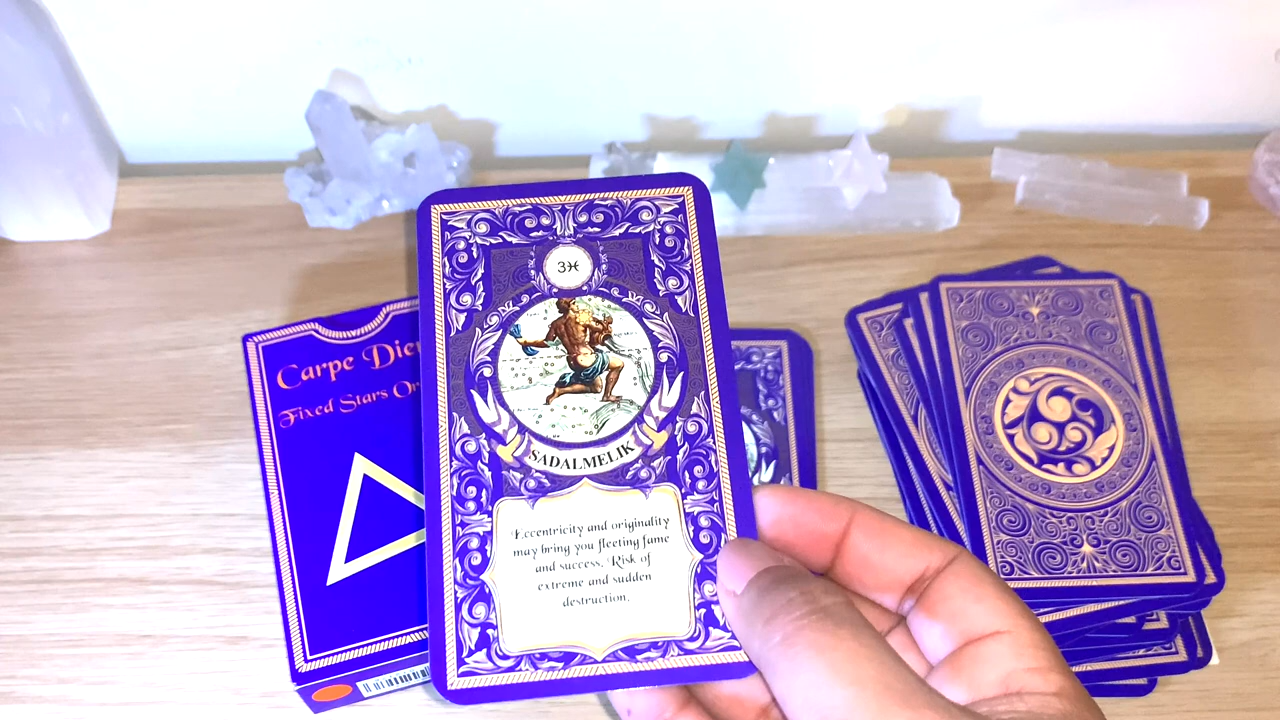 Carpe Diem
Fixed Stars Or
3♓
SADALMELIK
Eccentricity and originality
may bring you fleeting fame
and success. Risk of
extreme and sudden
destruction.